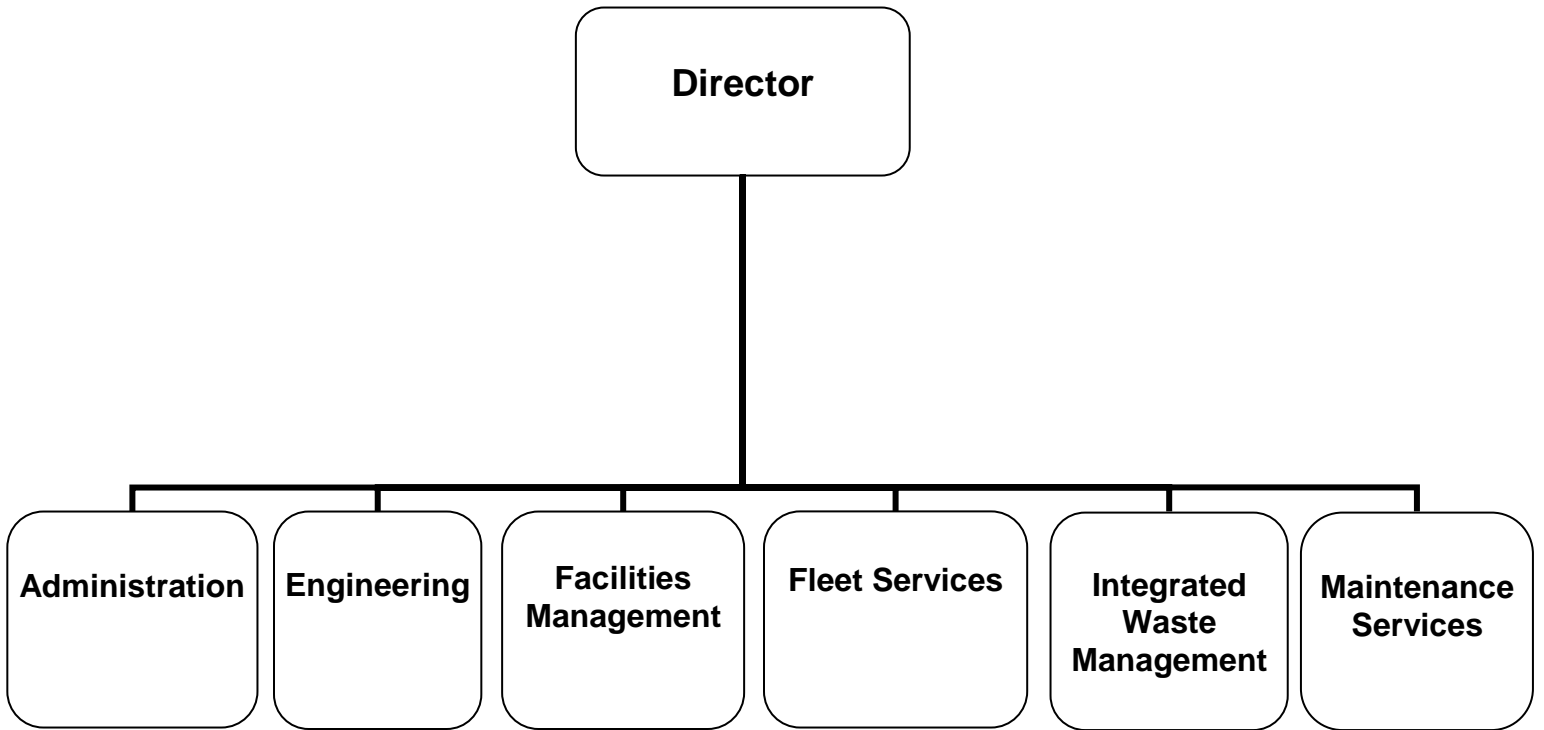 Director
Administration
Engineering
Facilities
Management
Fleet Services
Integrated
Waste
Management
Maintenance
Services